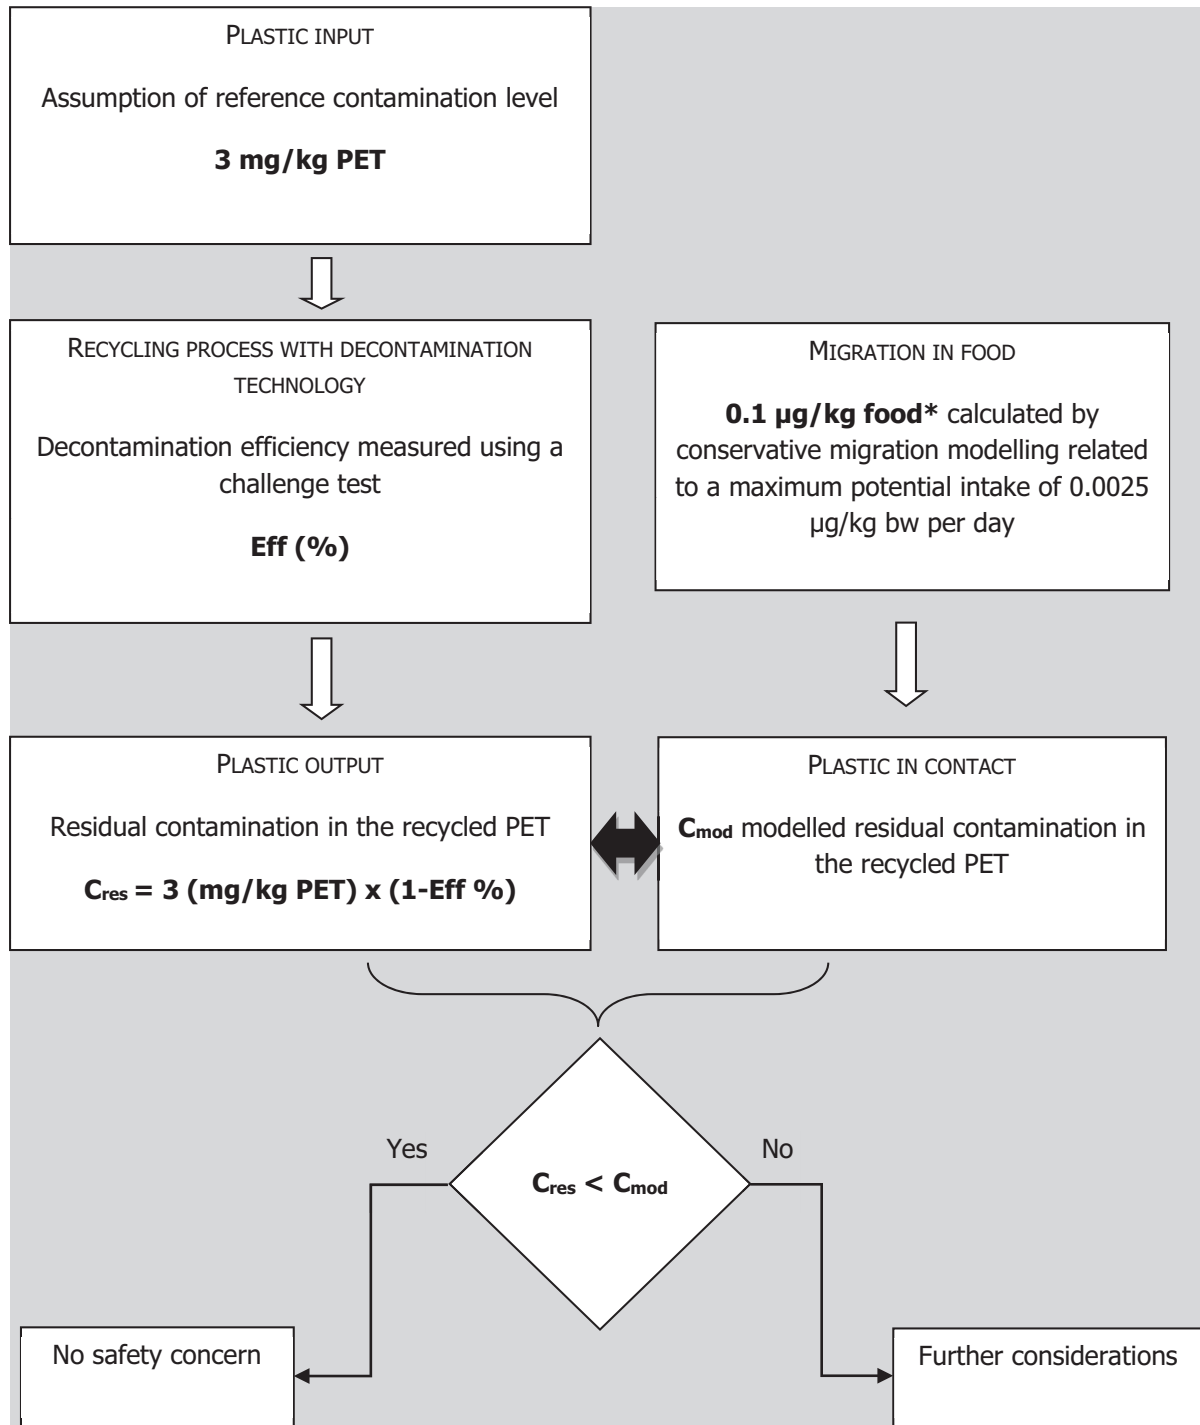 PLASTIC INPUT
Assumption of reference contamination level
3 mg/kg PET
RECYCLING PROCESS WITH DECONTAMINATION
TECHNOLOGY
Decontamination efficiency measured using a
challenge test
Eff (%)
MIGRATION IN FOOD
0.1 µg/kg food* calculated by
conservative migration modelling related
to a maximum potential intake of 0.0025
µg/kg bw per day
PLASTIC OUTPUT
Residual contamination in the recycled PET
Cres = 3 (mg/kg PET) x (1-Eff %)
PLASTIC IN CONTACT
Cmod modelled residual contamination in
the recycled PET
Yes
No
Cres < Cmod
No safety concern
Further considerations